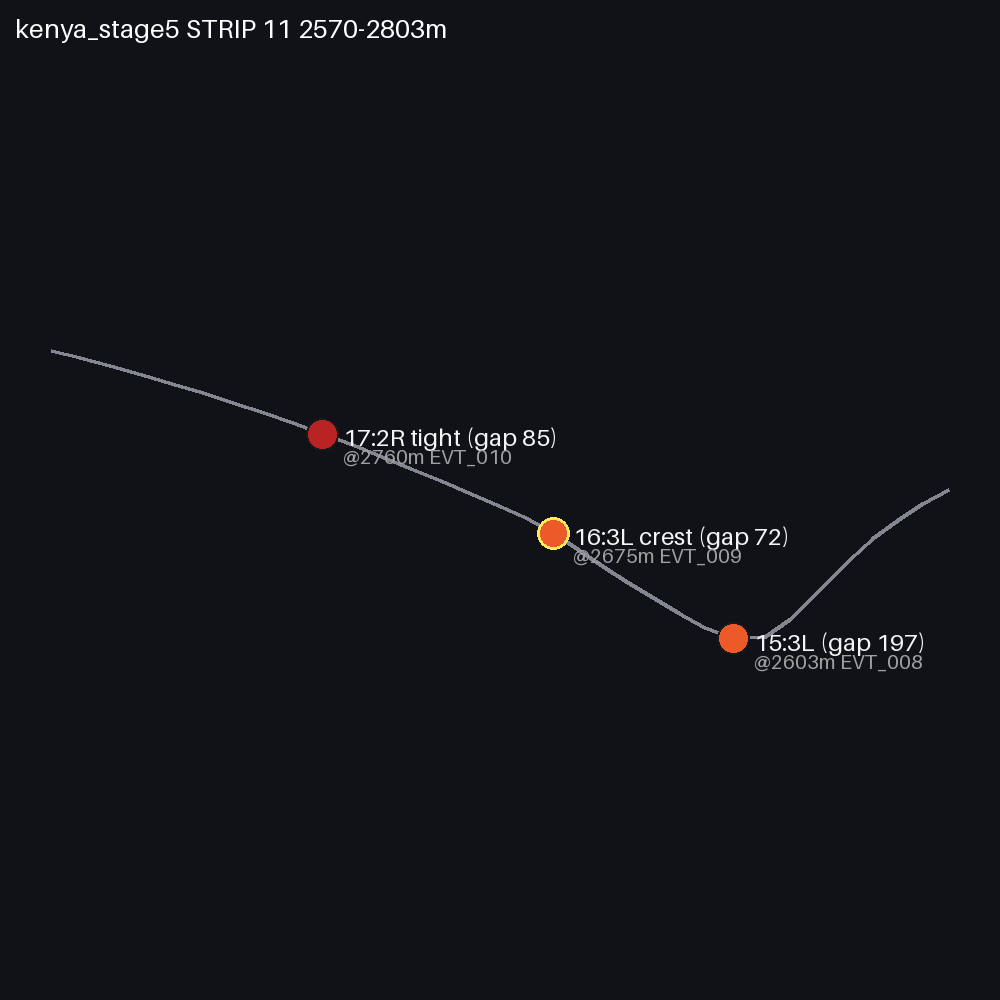 kenya_stage5 STRIP 11 2570-2803m
17:2R tight (gap 85)
@2760m EVT_010
16:3L crest (gap 72)
@2675m EVT_009
15:3L (gap 197)
@2603m EVT_008